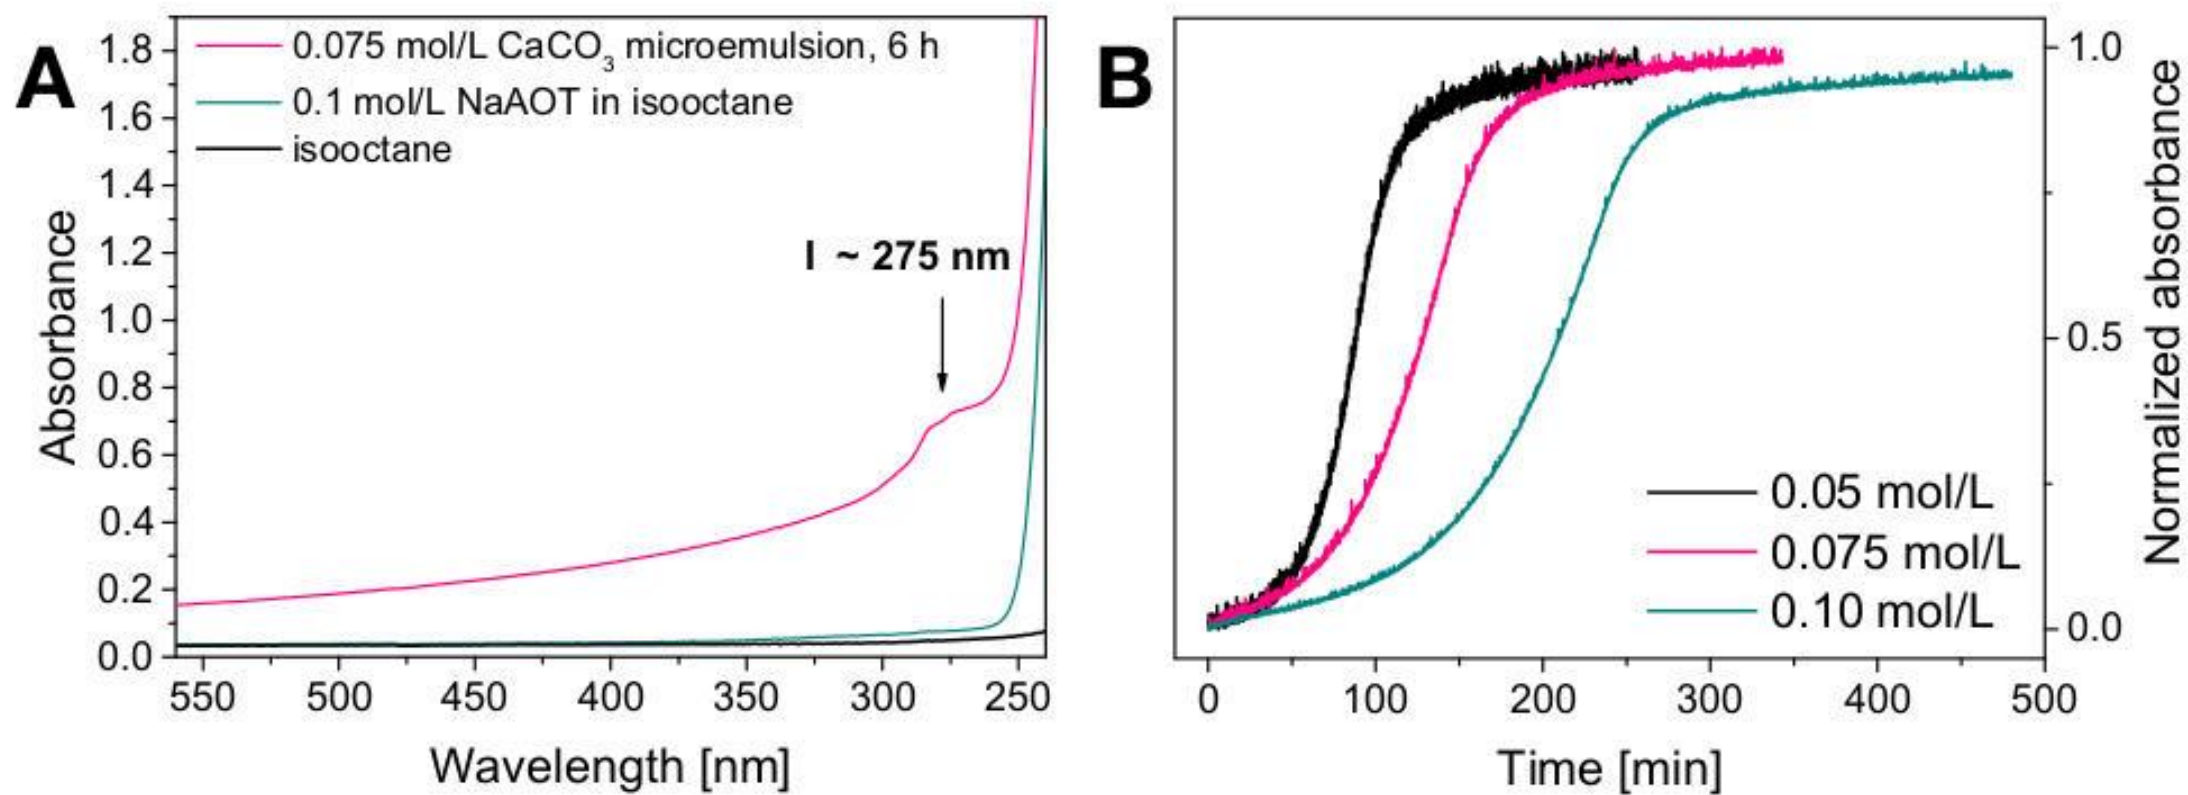 A
0.075 mol/L CaCO₃ microemulsion, 6 h
0.1 mol/L NaAOT in isooctane
isooctane
l ~ 275 nm
Absorbance
1.8
1.6
1.4
1.2
1.0
0.8
0.6
0.4
0.2
0.0
550 500 450 400 350 300 250
Wavelength [nm]
B
0.05 mol/L
0.075 mol/L
0.10 mol/L
1.0
0.5
0.0
Normalized absorbance
0 100 200 300 400 500
Time [min]